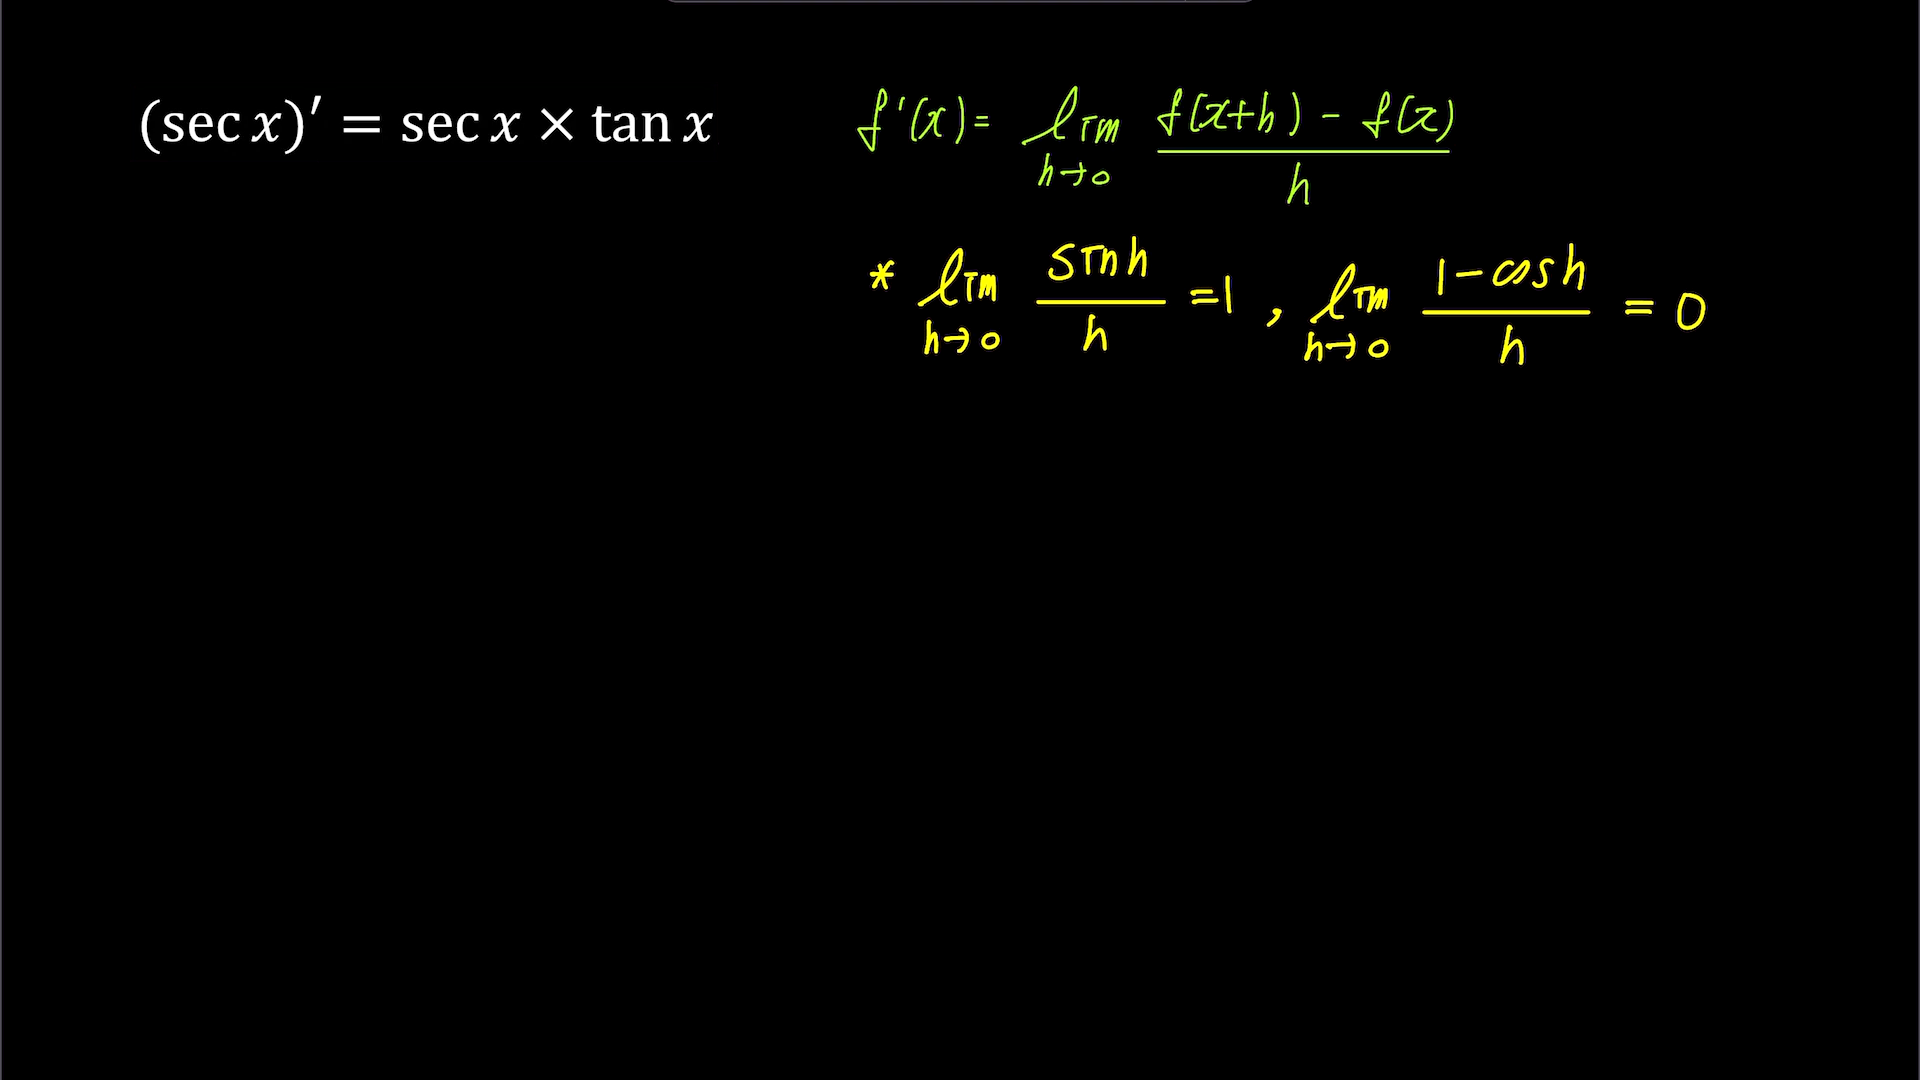 (sec x)′ = sec x × tan x
f'(x) = lim h→0 f(x+h) - f(x) / h
* lim h→0 sin h / h = 1 , lim h→0 1 - cos h / h = 0